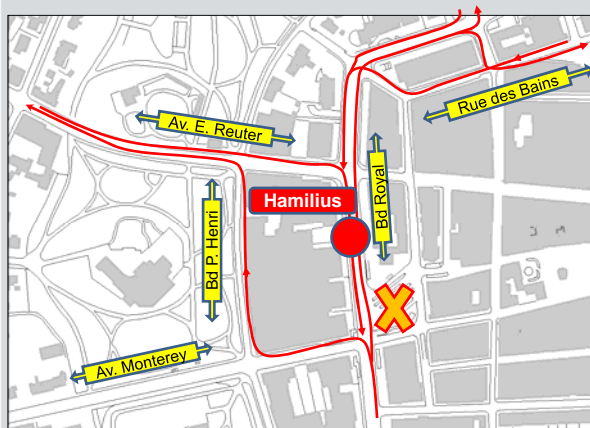 Rue des Bains
Av. E. Reuter
Bd Royal
Hamilius
Bd P. Henri
Av. Monterey